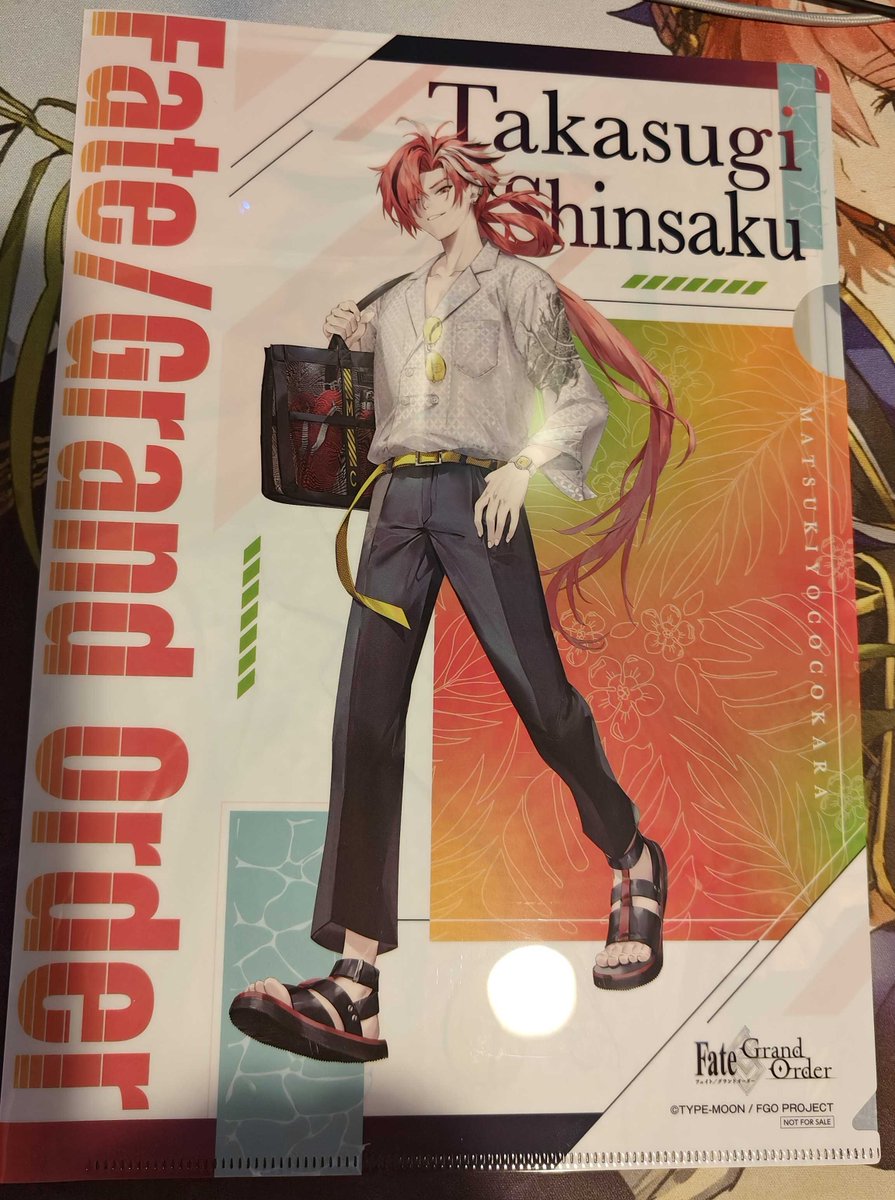 Fate/Grand Order
Takasugi
Shinsaku
MATSUKIYOCOCOKARA
Fate Grand Order
フェイト/グランドオーダー
©TYPE-MOON / FGO PROJECT
NOT FOR SALE